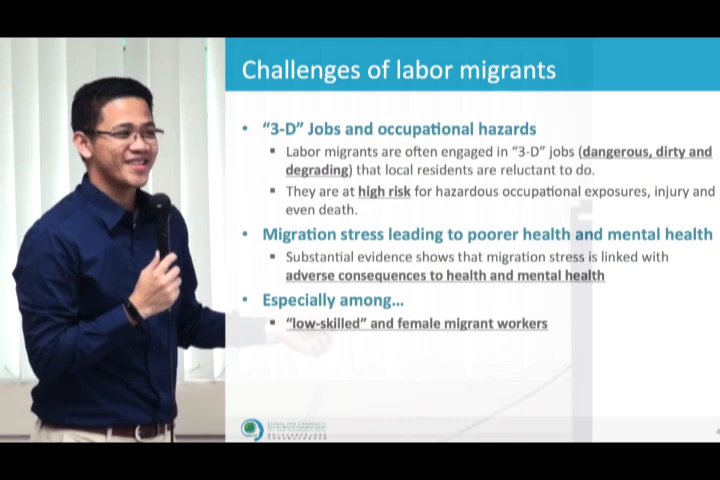 Challenges of labor migrants
• “3-D” Jobs and occupational hazards
▪ Labor migrants are often engaged in “3-D” jobs (dangerous, dirty and
degrading) that local residents are reluctant to do.
▪ They are at high risk for hazardous occupational exposures, injury and
even death.
• Migration stress leading to poorer health and mental health
▪ Substantial evidence shows that migration stress is linked with
adverse consequences to health and mental health
• Especially among…
▪ “low-skilled” and female migrant workers